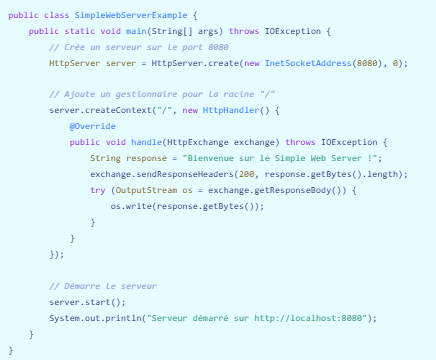 public class SimpleWebServerExample {
public static void main(String[] args) throws IOException {
// Crée un serveur sur le port 8080
HttpServer server = HttpServer.create(new InetSocketAddress(8080), 0);
// Ajoute un gestionnaire pour la racine "/"
server.createContext("/", new HttpHandler() {
@Override
public void handle(HttpExchange exchange) throws IOException {
String response = "Bienvenue sur le Simple Web Server !";
exchange.sendResponseHeaders(200, response.getBytes().length);
try (OutputStream os = exchange.getResponseBody()) {
os.write(response.getBytes());
}
}
});
// Démarre le serveur
server.start();
System.out.println("Serveur démarré sur http://localhost:8080");
}
}